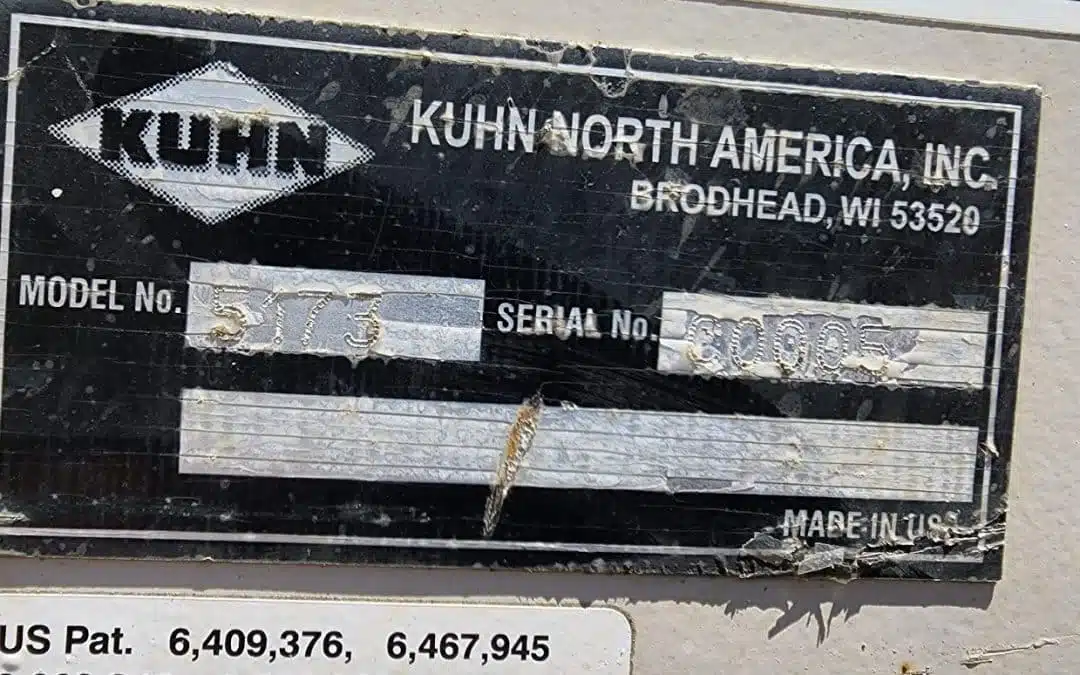 KUHN
KUHN NORTH AMERICA, INC.
BRODHEAD, WI 53520
MODEL No. 5173
SERIAL No.
MADE IN USA
US Pat. 6,409,376, 6,467,945